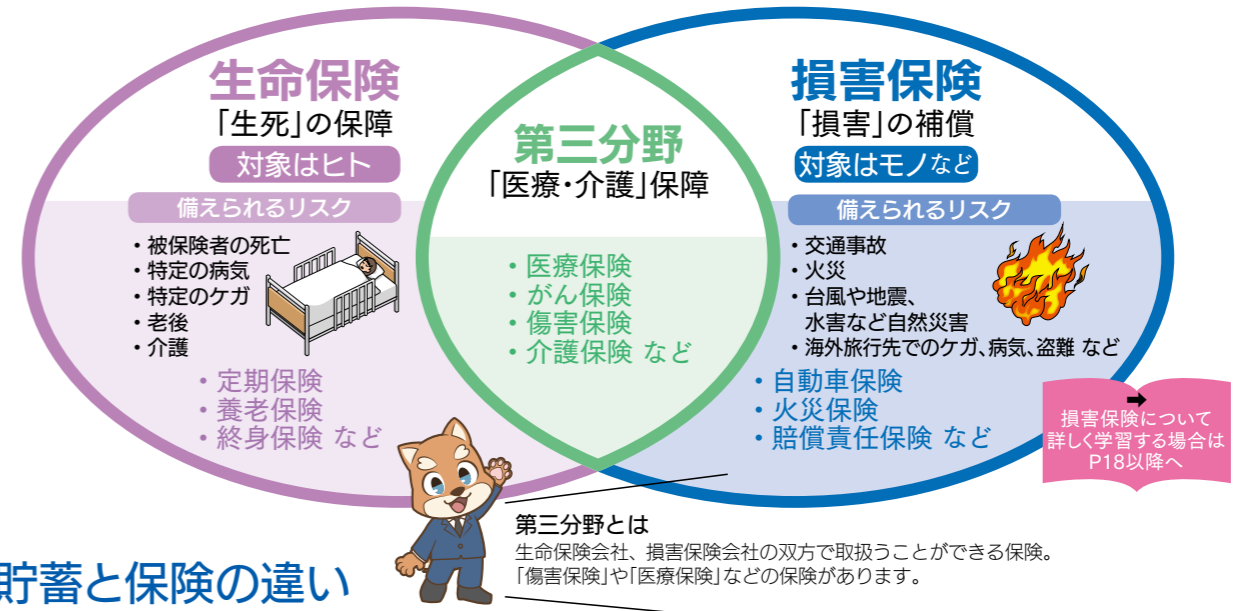 生命保険
「生死」の保障
対象はヒト
備えられるリスク
・被保険者の死亡
・特定の病気
・特定のケガ
・老後
・介護
・定期保険
・養老保険
・終身保険 など
第三分野
「医療・介護」保障
・医療保険
・がん保険
・傷害保険
・介護保険 など
損害保険
「損害」の補償
対象はモノなど
備えられるリスク
・交通事故
・火災
・台風や地震、
水害など自然災害
・海外旅行先でのケガ、病気、盗難 など
・自動車保険
・火災保険
・賠償責任保険 など
➡
損害保険について
詳しく学習する場合は
P18以降へ
第三分野とは
生命保険会社、損害保険会社の双方で取扱うことができる保険。
「傷害保険」や「医療保険」などの保険があります。
貯蓄と保険の違い